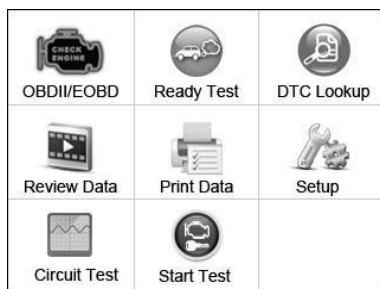 CHECK
ENGINE
OBDII/EOBD
Ready Test
DTC Lookup
Review Data
Print Data
Setup
Circuit Test
Start Test